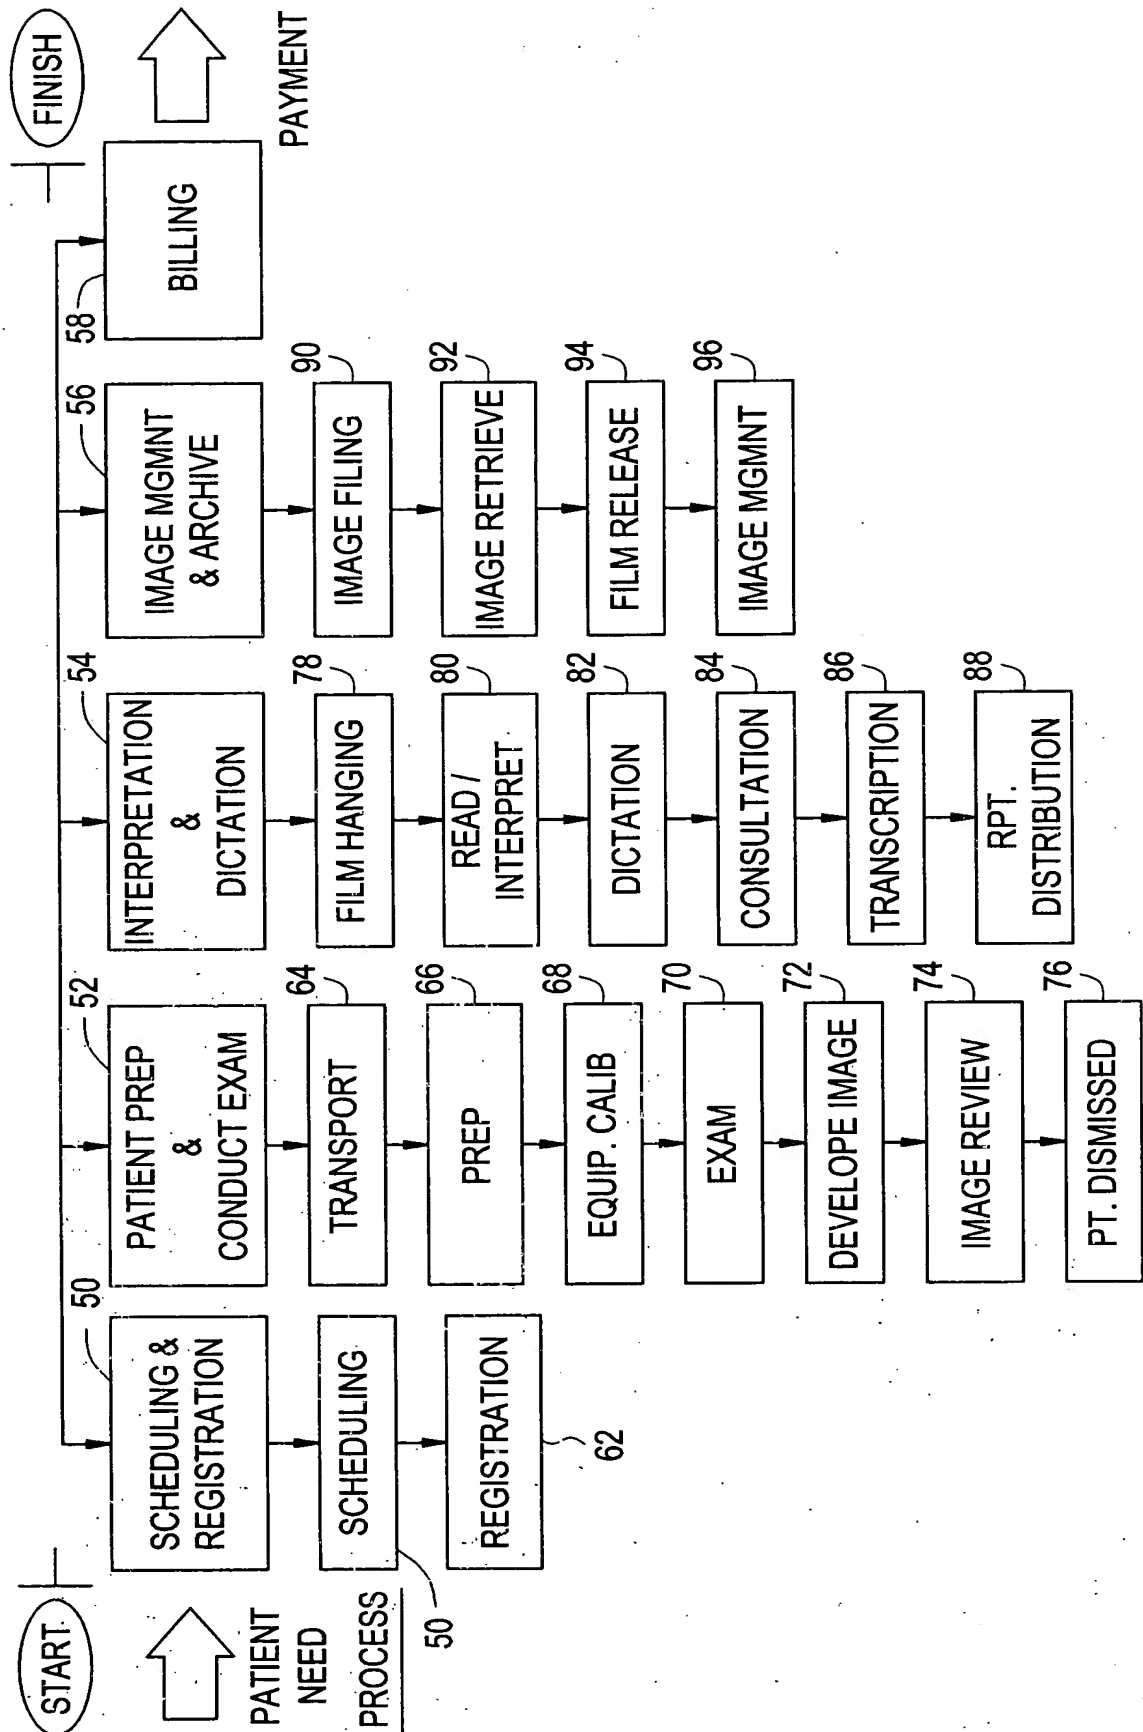 START
FINISH
PATIENT
NEED
PROCESS
PAYMENT
50
SCHEDULING &
REGISTRATION
SCHEDULING
50
REGISTRATION
62
52
PATIENT PREP
&
CONDUCT EXAM
64
TRANSPORT
66
PREP
68
EQUIP. CALIB
70
EXAM
72
DEVELOPE IMAGE
74
IMAGE REVIEW
76
PT. DISMISSED
54
INTERPRETATION
&
DICTATION
78
FILM HANGING
80
READ /
INTERPRET
82
DICTATION
84
CONSULTATION
86
TRANSCRIPTION
88
RPT.
DISTRIBUTION
56
IMAGE MGMNT
& ARCHIVE
90
IMAGE FILING
92
IMAGE RETRIEVE
94
FILM RELEASE
96
IMAGE MGMNT
58
BILLING